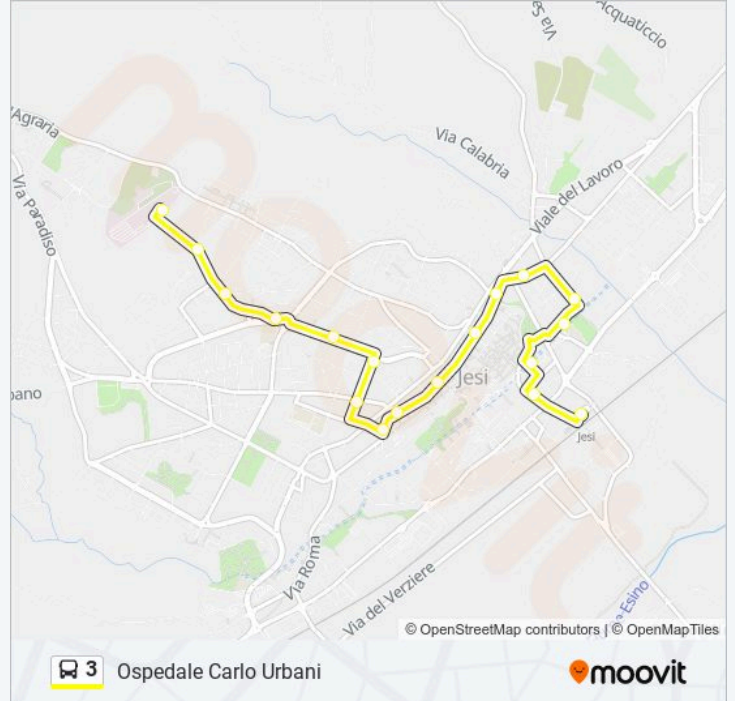 Acquaticcio
Via Sa
l'Agraria
Via Calabria
Viale del Lavoro
Via Paradiso
bano
Jesi
Jesi
Via Roma
Via del Verziere
e-Esino
© OpenStreetMap contributors | © OpenMapTiles
3 Ospedale Carlo Urbani
moovit